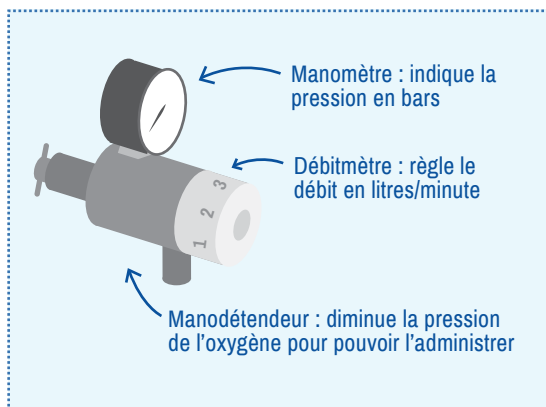 Manomètre : indique la
pression en bars
Débitmètre : règle le
débit en litres/minute
3
2
1
Manodétendeur : diminue la pression
de l’oxygène pour pouvoir l’administrer